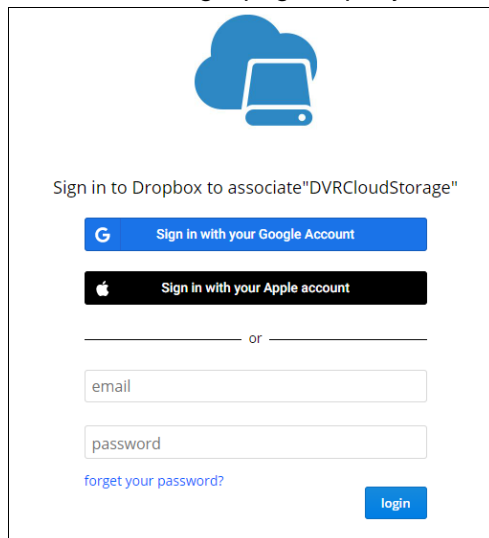 Sign in to Dropbox to associate"DVRCloudStorage"
Sign in with your Google Account
Sign in with your Apple account
or
email
password
forget your password?
login